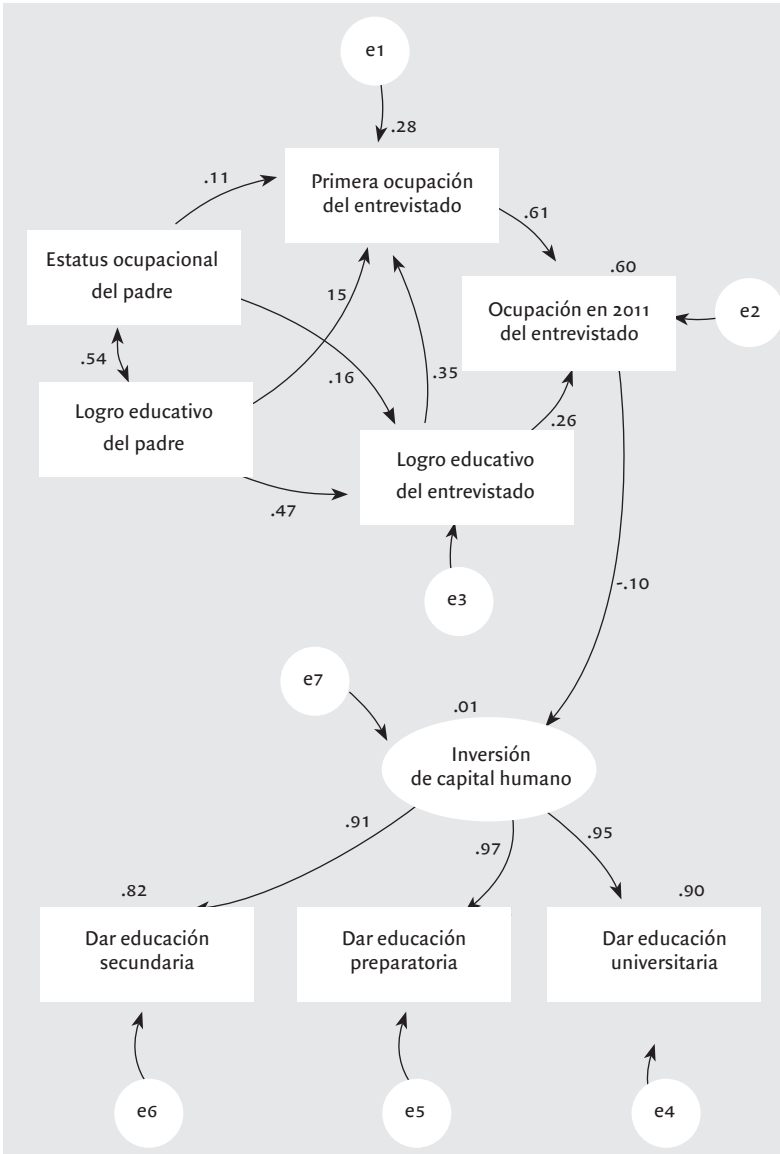 e1
.28
.11
Primera ocupación
del entrevistado
.61
Estatus ocupacional
del padre
.60
15
Ocupación en 2011
del entrevistado
e2
.54
.16
.35
Logro educativo
del padre
.26
Logro educativo
del entrevistado
.47
-.10
e3
e7
.01
Inversión
de capital humano
.91
.97
.95
.82
.90
Dar educación
secundaria
Dar educación
preparatoria
Dar educación
universitaria
e6
e5
e4